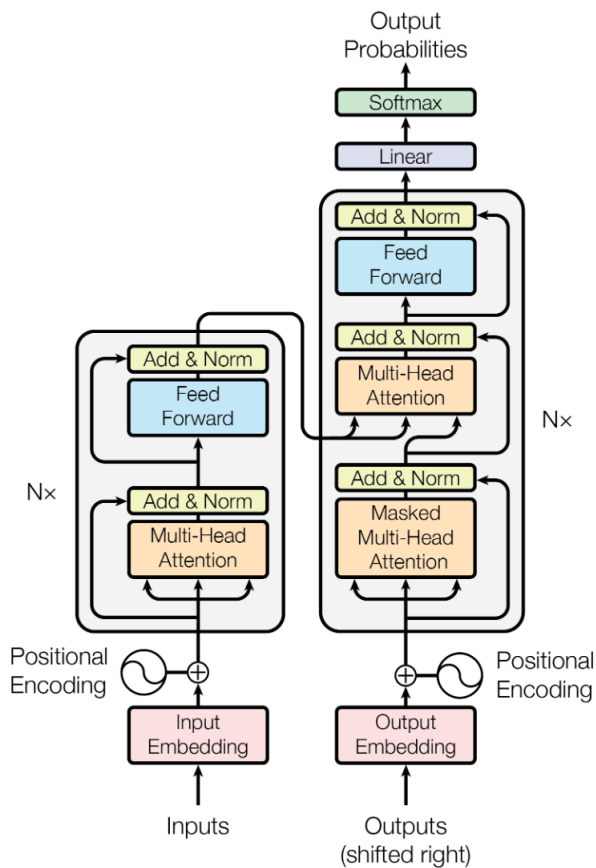 Output
Probabilities
Softmax
Linear
Add & Norm
Feed
Forward
Add & Norm
Multi-Head
Attention
Add & Norm
Masked
Multi-Head
Attention
N×
Add & Norm
Feed
Forward
Add & Norm
Multi-Head
Attention
N×
Positional
Encoding
Positional
Encoding
Input
Embedding
Output
Embedding
Inputs
Outputs
(shifted right)